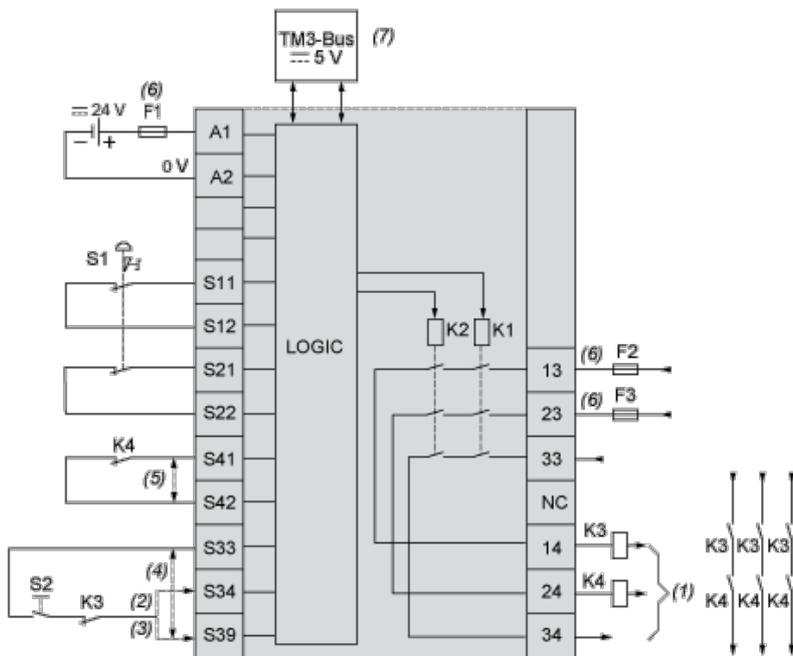 TM3-Bus (7)
5 V
(6)
24 V F1
A1
- +
0 V A2
S1
S11
S12
LOGIC
K2 K1
S21
13 (6) F2
S22
23 (6) F3
K4
S41
33
(5)
S42
NC
S33
14 K3
(4)
K3 K3 K3
S2
K3 (2)
S34
24 K4
(1)
K4 K4 K4
(3)
S39
34